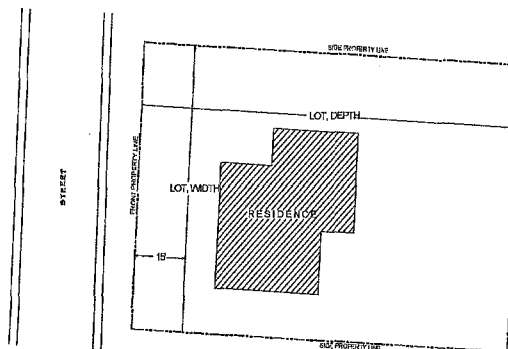 SIDE PROPERTY LINE
LOT, DEPTH
STREET
FRONT PROPERTY LINE
LOT, WIDTH
RESIDENCE
15'
SIDE PROPERTY LINE